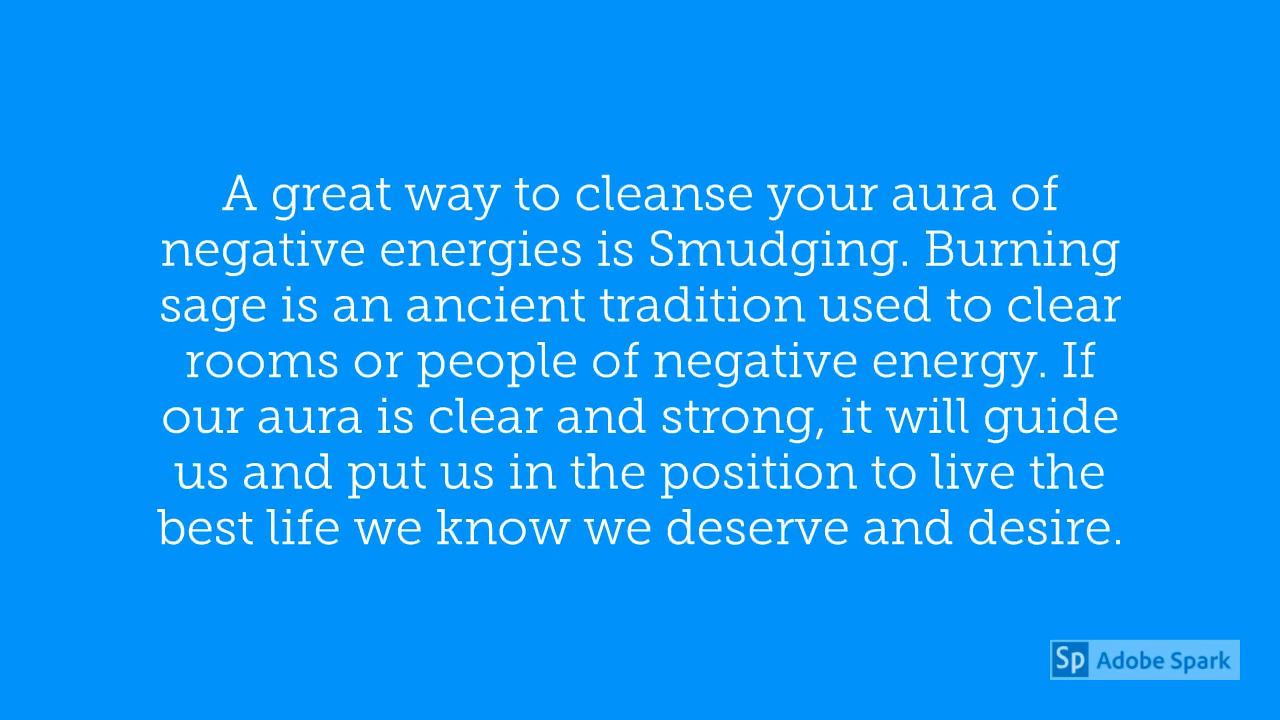 A great way to cleanse your aura of
negative energies is Smudging. Burning
sage is an ancient tradition used to clear
rooms or people of negative energy. If
our aura is clear and strong, it will guide
us and put us in the position to live the
best life we know we deserve and desire.
Sp Adobe Spark